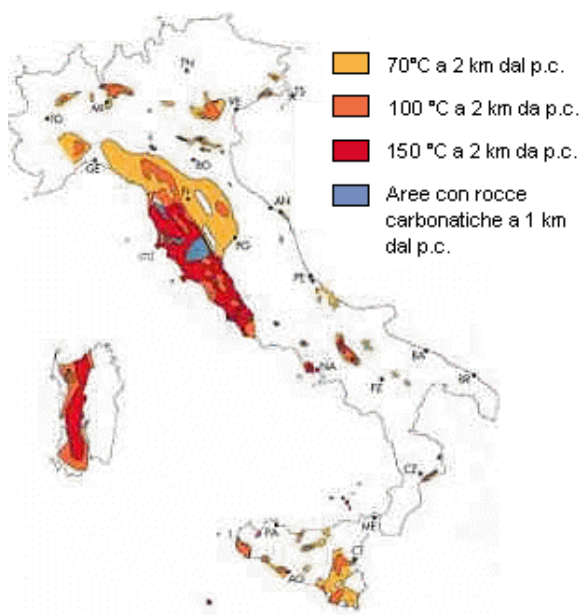 70°C a 2 km dal p.c.
100 °C a 2 km da p.c.
150 °C a 2 km da p.c.
Aree con rocce
carbonatiche a 1 km
dal p.c.
TN
TS
MI
VE
TO
BO
GE
FI
AN
PG
PE
BA
NA
BR
PZ
CZ
ME
PA
CT
AG